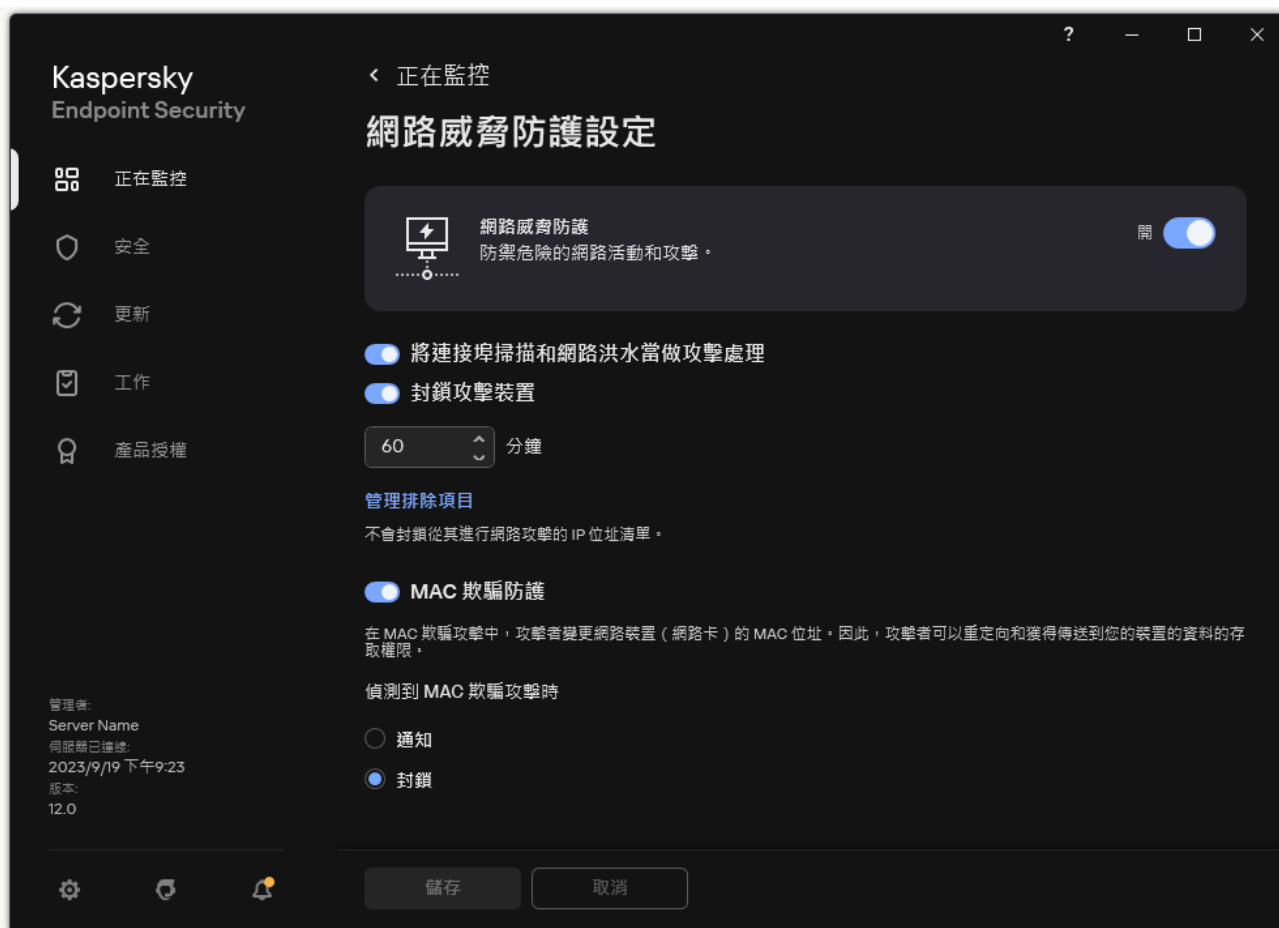 ?
Kaspersky
Endpoint Security
正在監控
安全
更新
工作
產品授權
管理者:
Server Name
伺服器已連線:
2023/9/19 下午9:23
版本:
12.0
正在監控
網路威脅防護設定
網路威脅防護
防禦危險的網路活動和攻擊。
開
將連接埠掃描和網路洪水當做攻擊處理
封鎖攻擊裝置
60 分鐘
管理排除項目
不會封鎖從其進行網路攻擊的 IP 位址清單。
MAC 欺騙防護
在 MAC 欺騙攻擊中，攻擊者變更網路裝置（網路卡）的 MAC 位址。因此，攻擊者可以重定向和獲得傳送到您的裝置的資料的存
取權限。
偵測到 MAC 欺騙攻擊時
通知
封鎖
儲存
取消